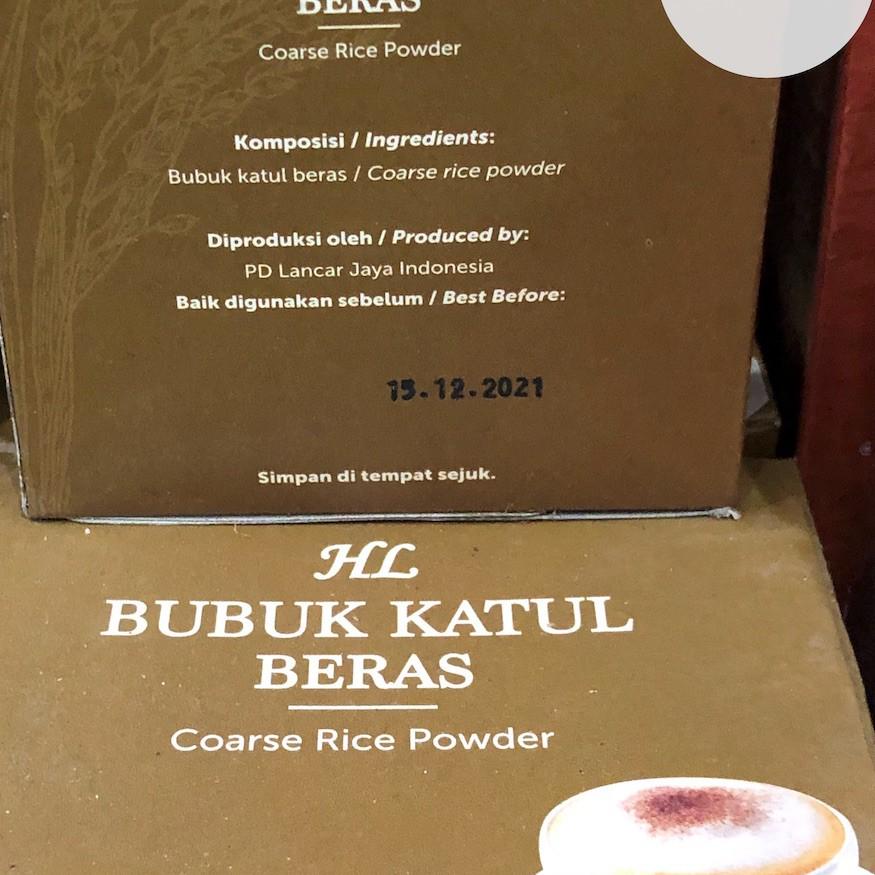 BERAS
Coarse Rice Powder
Komposisi / Ingredients:
Bubuk katul beras / Coarse rice powder
Diproduksi oleh / Produced by:
PD Lancar Jaya Indonesia
Baik digunakan sebelum / Best Before:
15.12.2021
Simpan di tempat sejuk.
HL
BUBUK KATUL
BERAS
Coarse Rice Powder